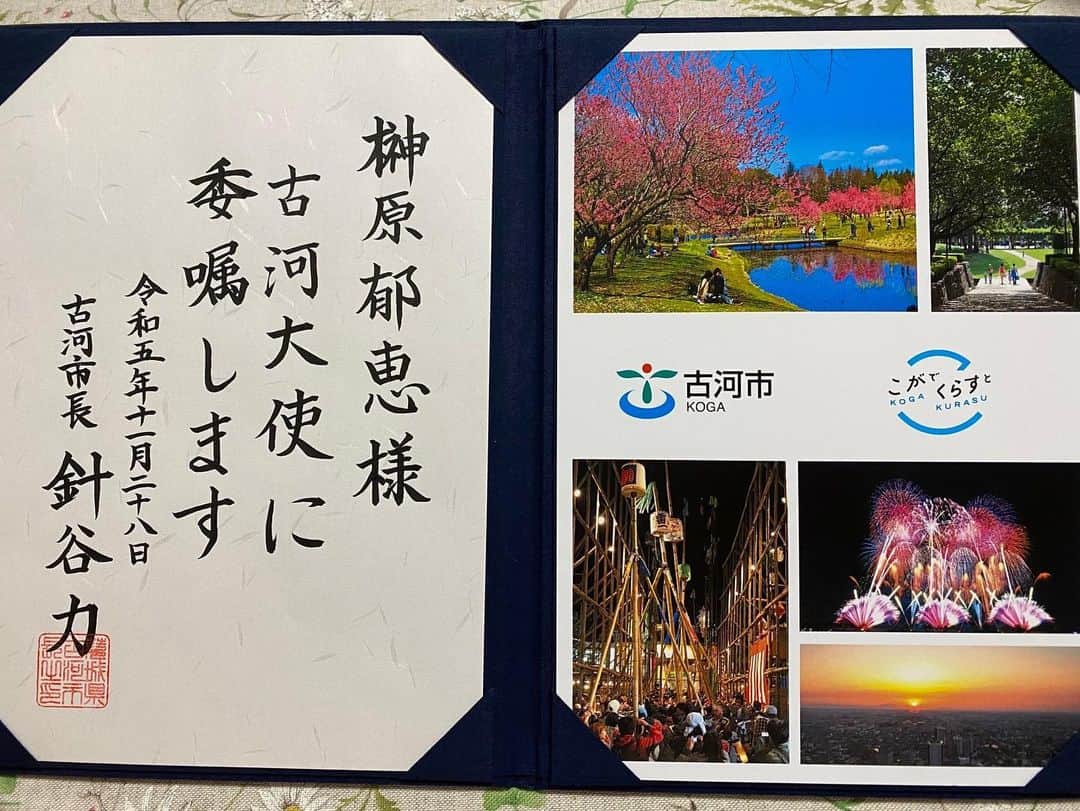 榊原郁恵様
古河大使に
委嘱します
令和五年十一月二十八日
古河市長 針谷力
古河市
KOGA
こがで
くらすと
KOGA
KURASU